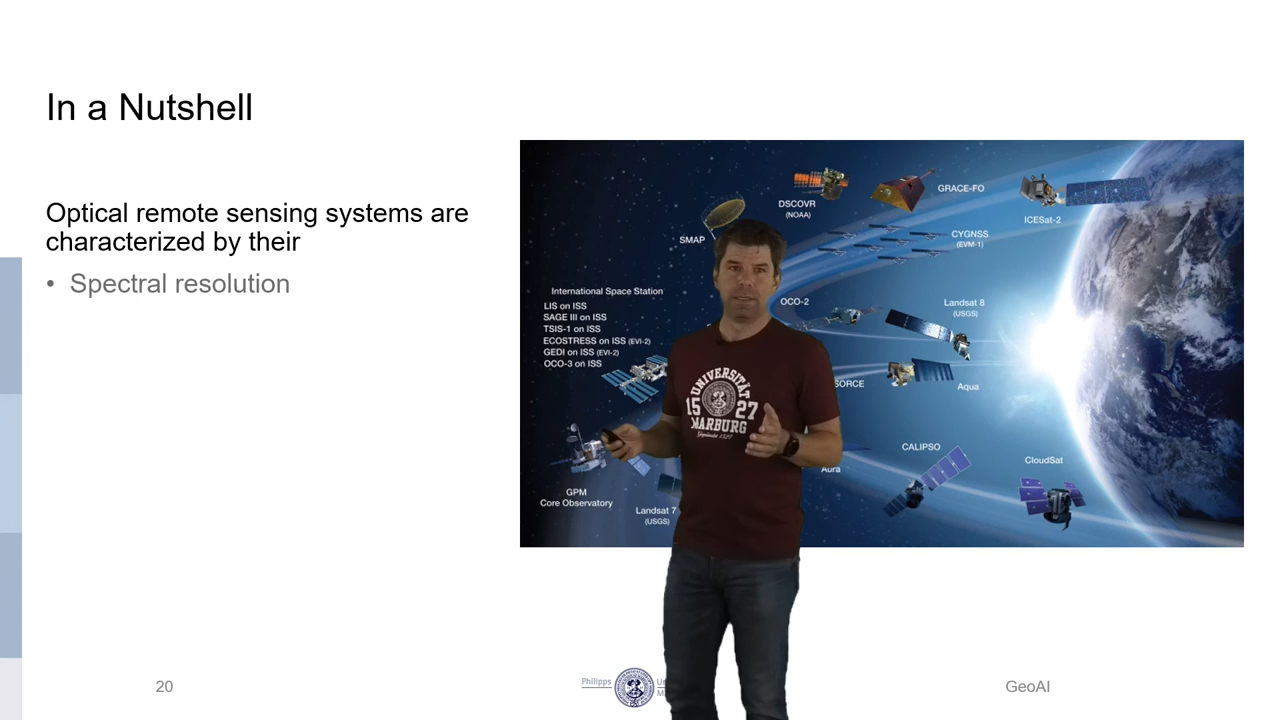 In a Nutshell
Optical remote sensing systems are
characterized by their
• Spectral resolution
DSCOVR
(NOAA)
GRACE-FO
ICESat-2
SMAP
CYGNSS
(EVM-1)
International Space Station
LIS on ISS
SAGE III on ISS
TSIS-1 on ISS
ECOSTRESS on ISS (EVI-2)
GEDI on ISS (EVI-2)
OCO-3 on ISS
OCO-2
Landsat 8
(USGS)
SORCE
Aqua
UNIVERSITÄT
15 27
MARBURG
CALIPSO
Aura
CloudSat
GPM
Core Observatory
Landsat 7
(USGS)
20
Philipps
GeoAI